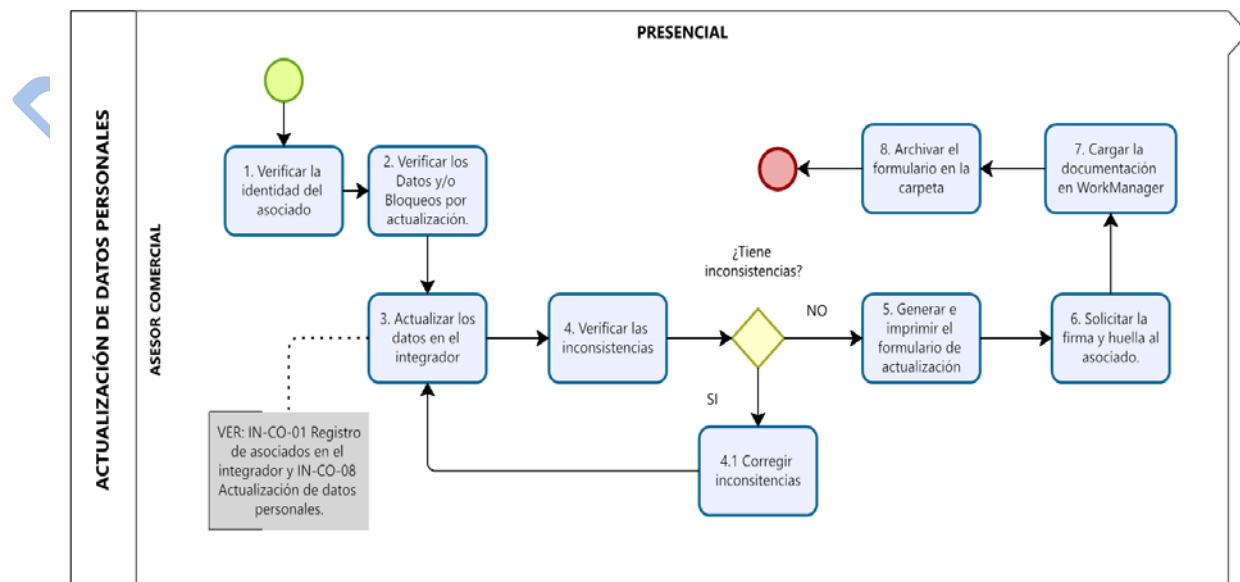 PRESENCIAL
ACTUALIZACIÓN DE DATOS PERSONALES
ASESOR COMERCIAL
1. Verificar la
identidad del
asociado
2. Verificar los
Datos y/o
Bloqueos por
actualización.
3. Actualizar los
datos en el
integrador
4. Verificar las
inconsistencias
¿Tiene
inconsistencias?
NO
SI
4.1 Corregir
inconsitencias
5. Generar e
imprimir el
formulario de
actualización
6. Solicitar la
firma y huella al
asociado.
7. Cargar la
documentación
en WorkManager
8. Archivar el
formulario en la
carpeta
VER: IN-CO-01 Registro
de asociados en el
integrador y IN-CO-08
Actualización de datos
personales.